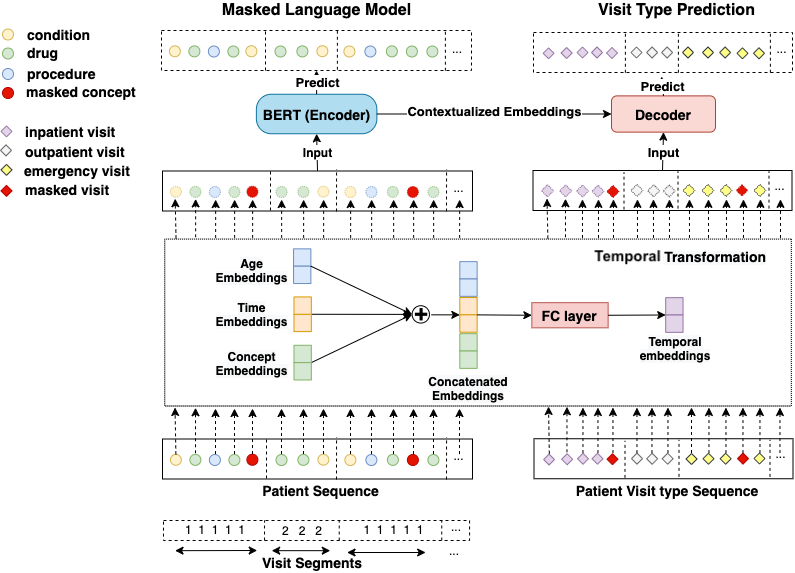 Masked Language Model
Visit Type Prediction
condition
drug
procedure
masked concept
inpatient visit
outpatient visit
emergency visit
masked visit
...
...
Predict
Predict
BERT (Encoder)
Contextualized Embeddings
Decoder
Input
Input
...
...
Temporal Transformation
Age
Embeddings
Time
Embeddings
Concept
Embeddings
+
Concatenated
Embeddings
FC layer
Temporal
embeddings
...
...
Patient Sequence
Patient Visit type Sequence
1 1 1 1 1 2 2 2 1 1 1 1 1 ...
...
Visit Segments